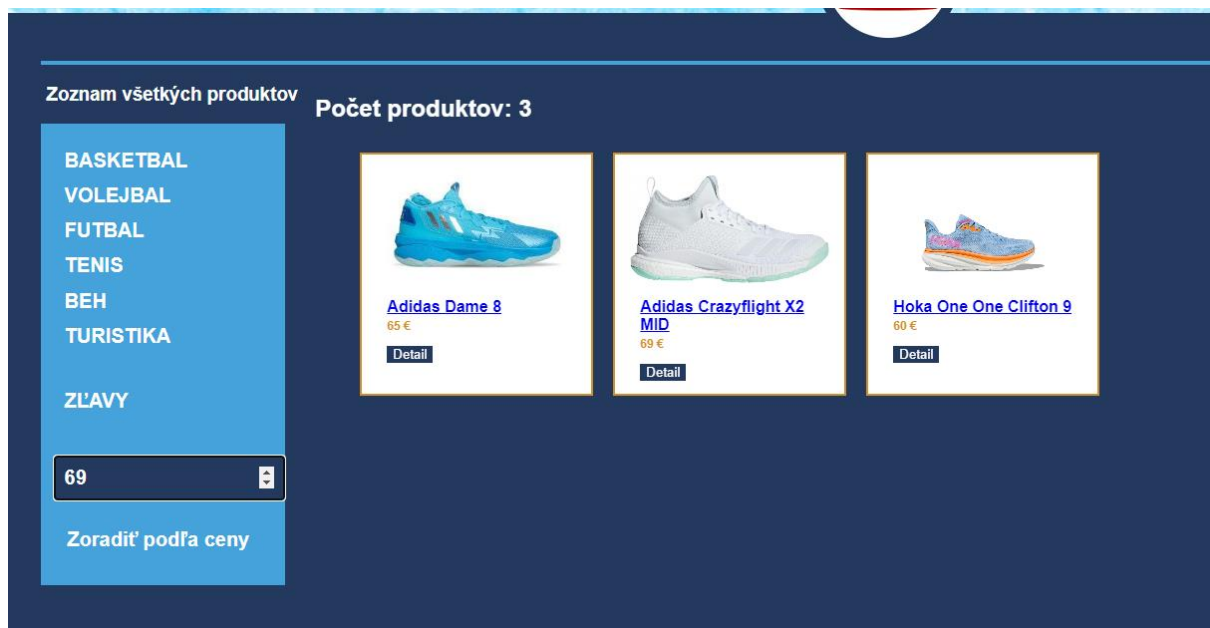 Zoznam všetkých produktov
Počet produktov: 3
BASKETBAL
VOLEJBAL
FUTBAL
TENIS
BEH
TURISTIKA
ZĽAVY
69
Zoradiť podľa ceny
Adidas Dame 8
65 €
Detail
Adidas Crazyflight X2
MID
69 €
Detail
Hoka One One Clifton 9
60 €
Detail